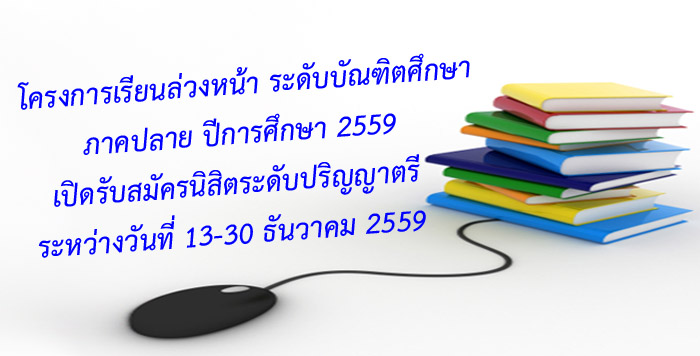 โครงการเรียนล่วงหน้า ระดับบัณฑิตศึกษา
ภาคปลาย ปีการศึกษา 2559
เปิดรับสมัครนิสิตระดับปริญญาตรี
ระหว่างวันที่ 13-30 ธันวาคม 2559